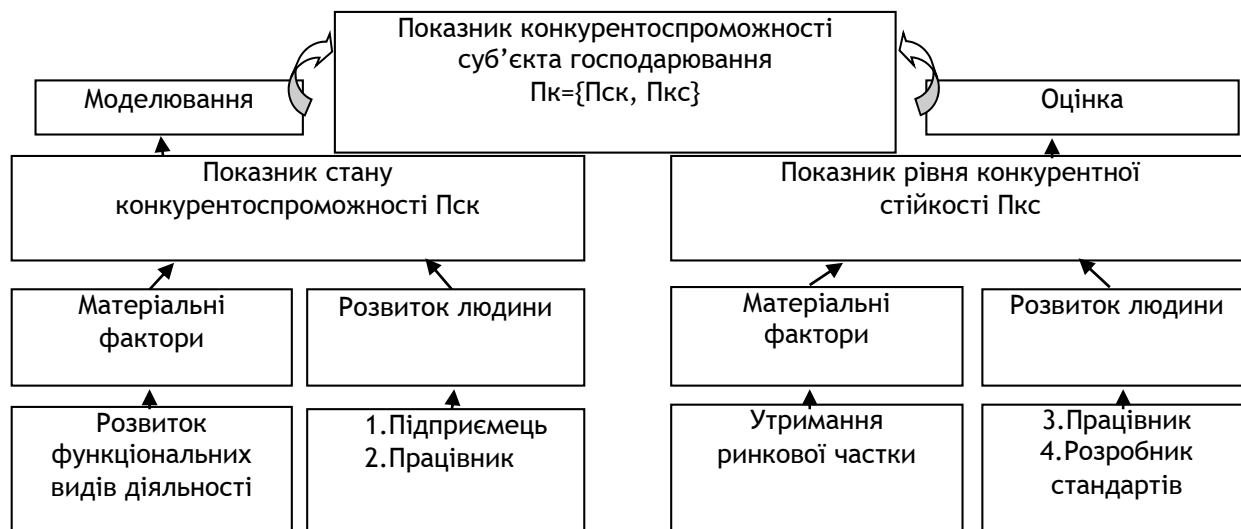 Показник конкурентоспроможності
суб’єкта господарювання
Пк={Пск, Пкс}
Моделювання
Оцінка
Показник стану
конкурентоспроможності Пск
Показник рівня конкурентної
стійкості Пкс
Матеріальні
фактори
Розвиток людини
Матеріальні
фактори
Розвиток людини
Розвиток
функціональних
видів діяльності
1.Підприємець
2.Працівник
Утримання
ринкової частки
3.Працівник
4.Розробник
стандартів